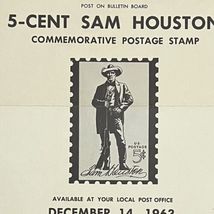 POST ON BULLETIN BOARD
5-CENT SAM HOUSTON
COMMEMORATIVE POSTAGE STAMP
U S
POSTAGE
5¢
Sam Houston
AVAILABLE AT YOUR LOCAL POST OFFICE
DECEMBER 14, 1963